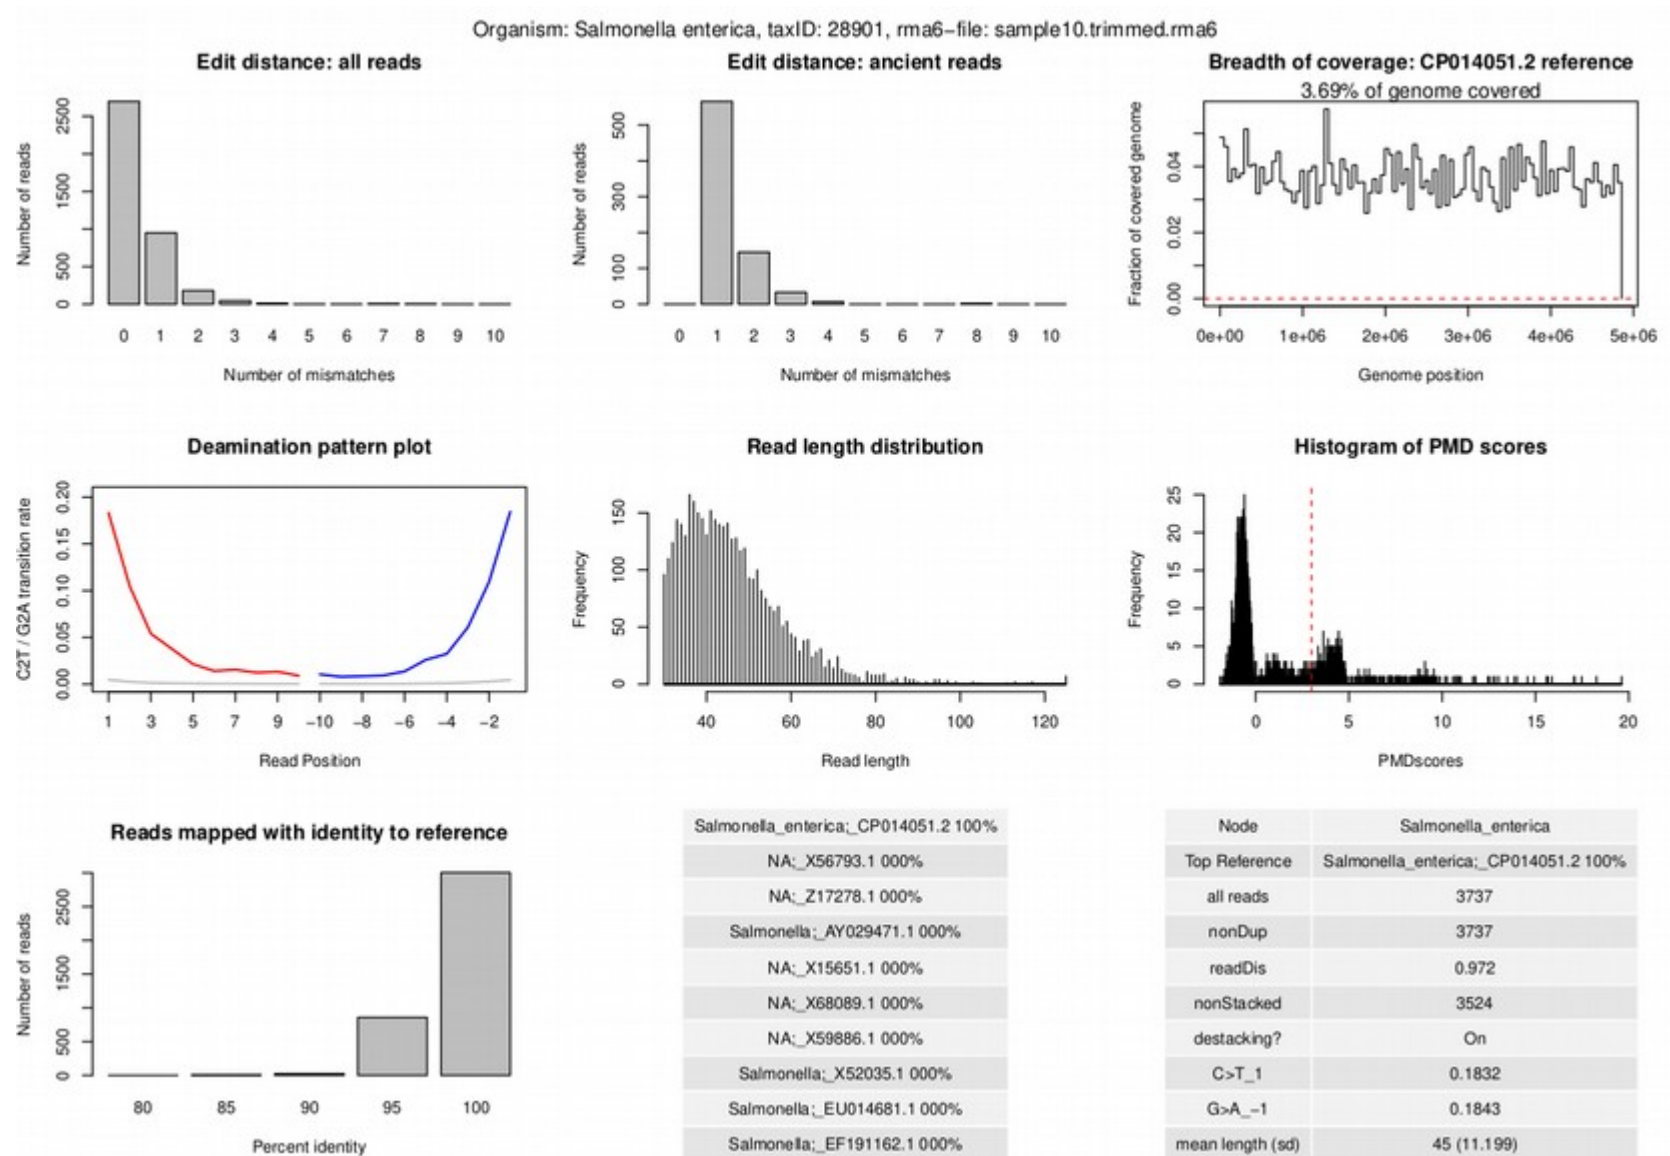 Organism: Salmonella enterica, taxID: 28901, rma6−file: sample10.trimmed.rma6
Edit distance: all reads
Number of reads
2500
1500
500
0
0 1 2 3 4 5 6 7 8 9 10
Number of mismatches
Edit distance: ancient reads
Number of reads
500
300
100
0
0 1 2 3 4 5 6 7 8 9 10
Number of mismatches
Breadth of coverage: CP014051.2 reference
3.69% of genome covered
Fraction of covered genome
0.04
0.02
0.00
0e+00 1e+06 2e+06 3e+06 4e+06 5e+06
Genome position
Deamination pattern plot
C2T / G2A transition rate
0.20
0.15
0.10
0.05
0.00
1 3 5 7 9 −10 −8 −6 −4 −2
Read Position
Read length distribution
Frequency
150
100
50
0
40 60 80 100 120
Read length
Histogram of PMD scores
Frequency
25
20
15
10
5
0
0 5 10 15 20
PMDscores
Reads mapped with identity to reference
Number of reads
2500
1500
500
0
80 85 90 95 100
Percent identity
Salmonella_enterica;_CP014051.2 100%
NA;_X56793.1 000%
NA;_Z17278.1 000%
Salmonella;_AY029471.1 000%
NA;_X15651.1 000%
NA;_X68089.1 000%
NA;_X59886.1 000%
Salmonella;_X52035.1 000%
Salmonella;_EU014681.1 000%
Salmonella;_EF191162.1 000%
Node Salmonella_enterica
Top Reference Salmonella_enterica;_CP014051.2 100%
all reads 3737
nonDup 3737
readDis 0.972
nonStacked 3524
destacking? On
C>T_1 0.1832
G>A_−1 0.1843
mean length (sd) 45 (11.199)